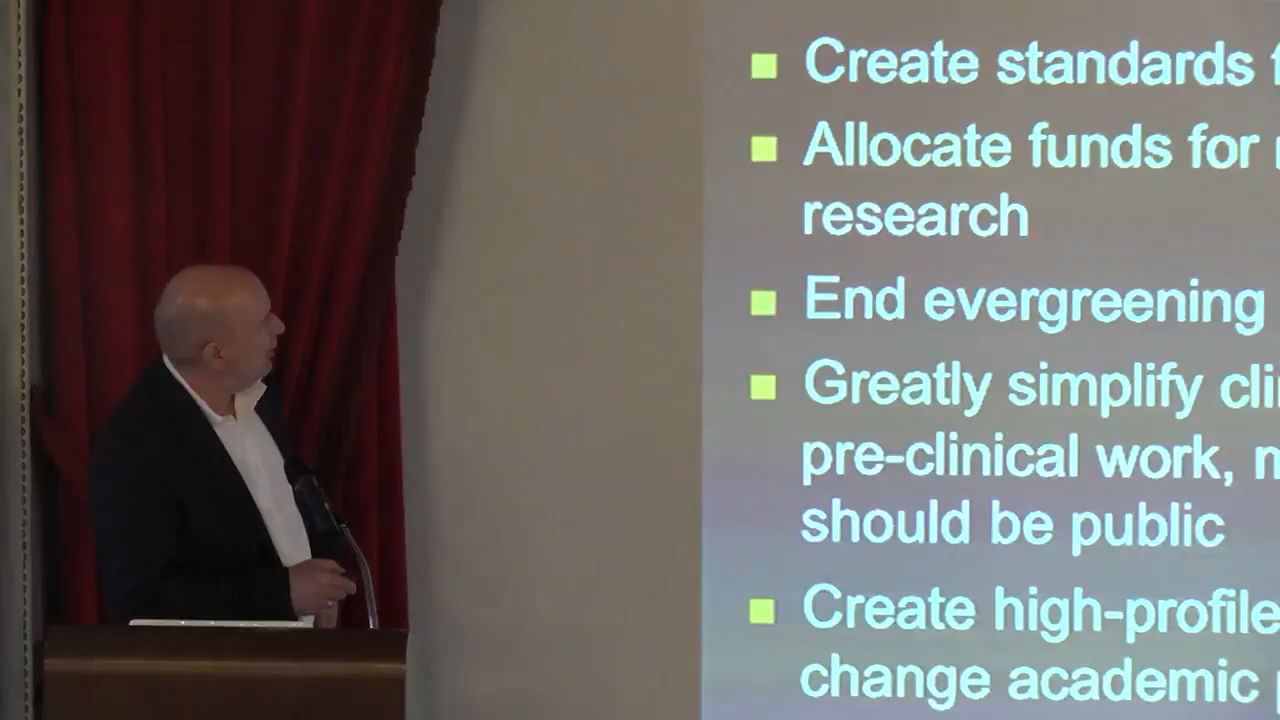 Create standards
Allocate funds for
research
End evergreening
Greatly simplify
pre-clinical work,
should be public
Create high-profile
change academic